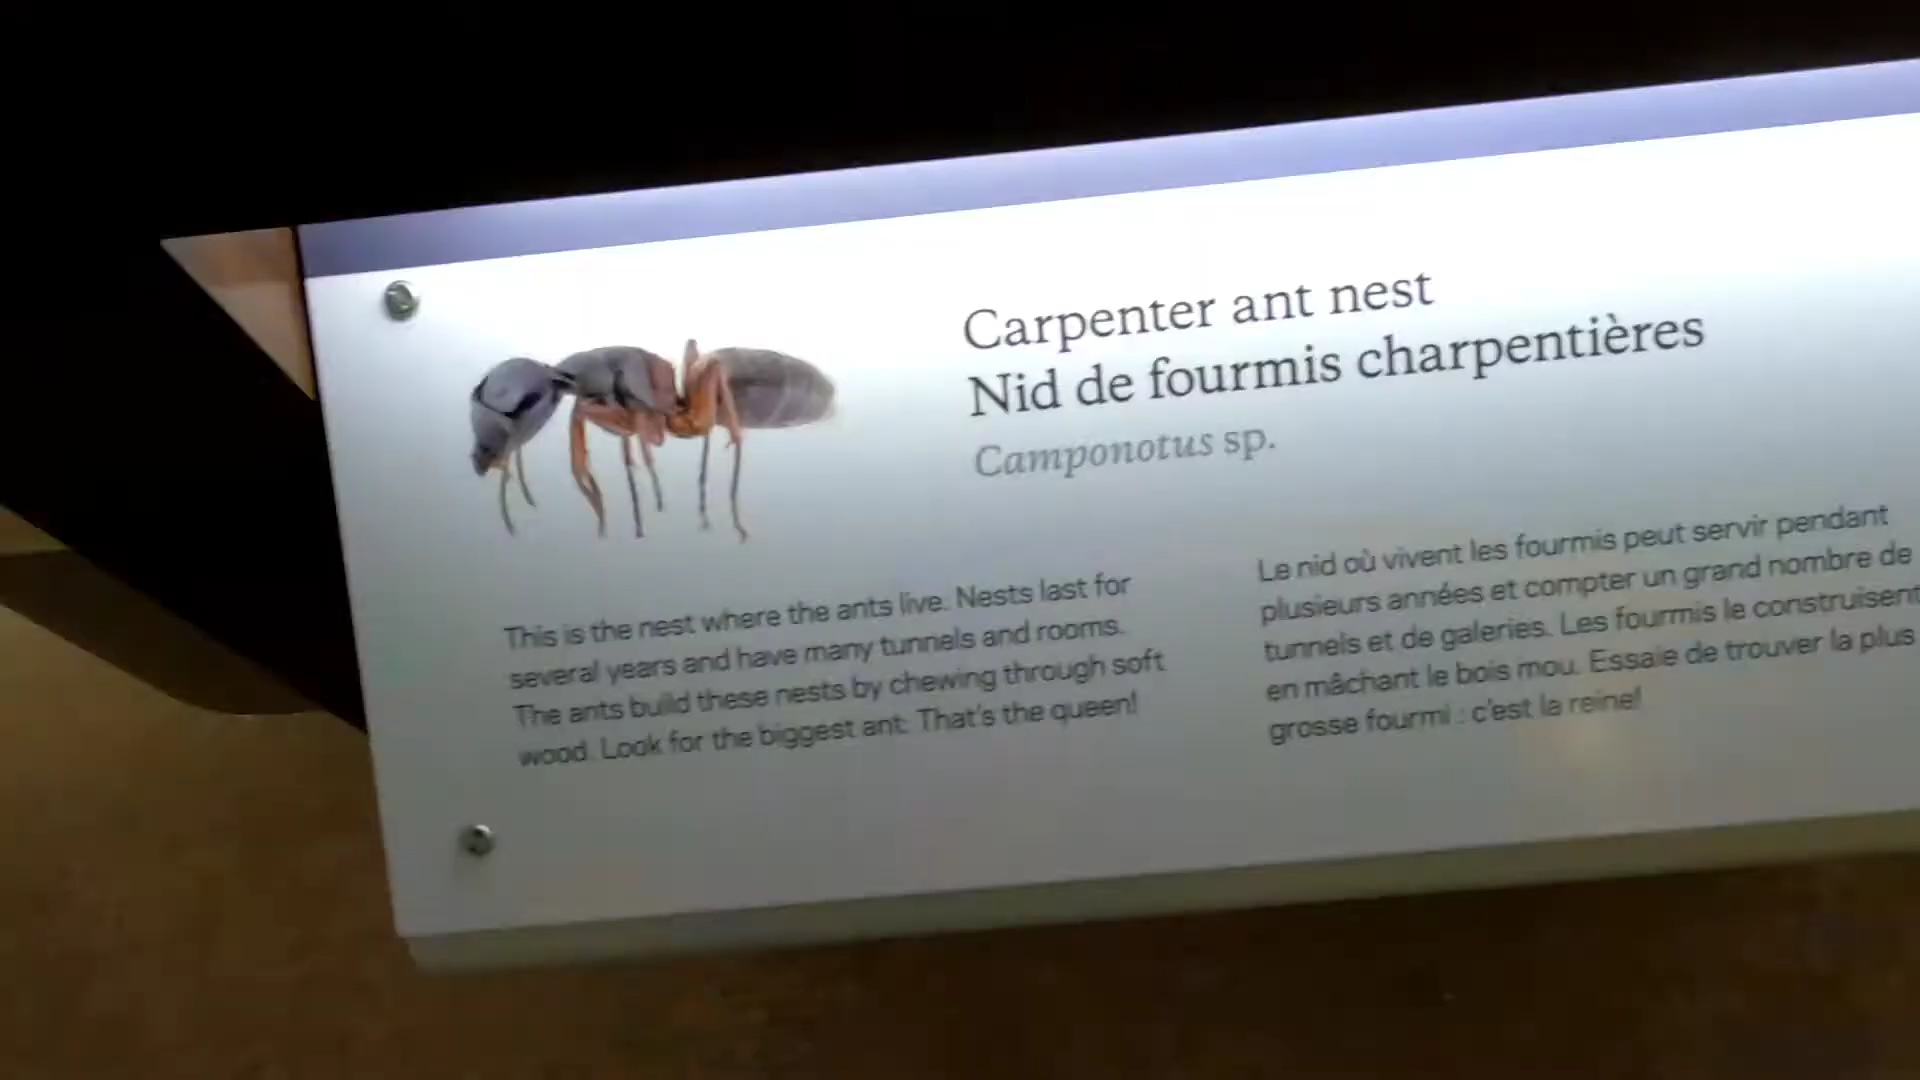 Carpenter ant nest
Nid de fourmis charpentières
Camponotus sp.
This is the nest where the ants live. Nests last for
several years and have many tunnels and rooms.
The ants build these nests by chewing through soft
wood. Look for the biggest ant. That's the queen!
Le nid où vivent les fourmis peut servir pendant
plusieurs années et compter un grand nombre de
tunnels et de galeries. Les fourmis le construisent
en mâchant le bois mou. Essaie de trouver la plus
grosse fourmi : c'est la reine!